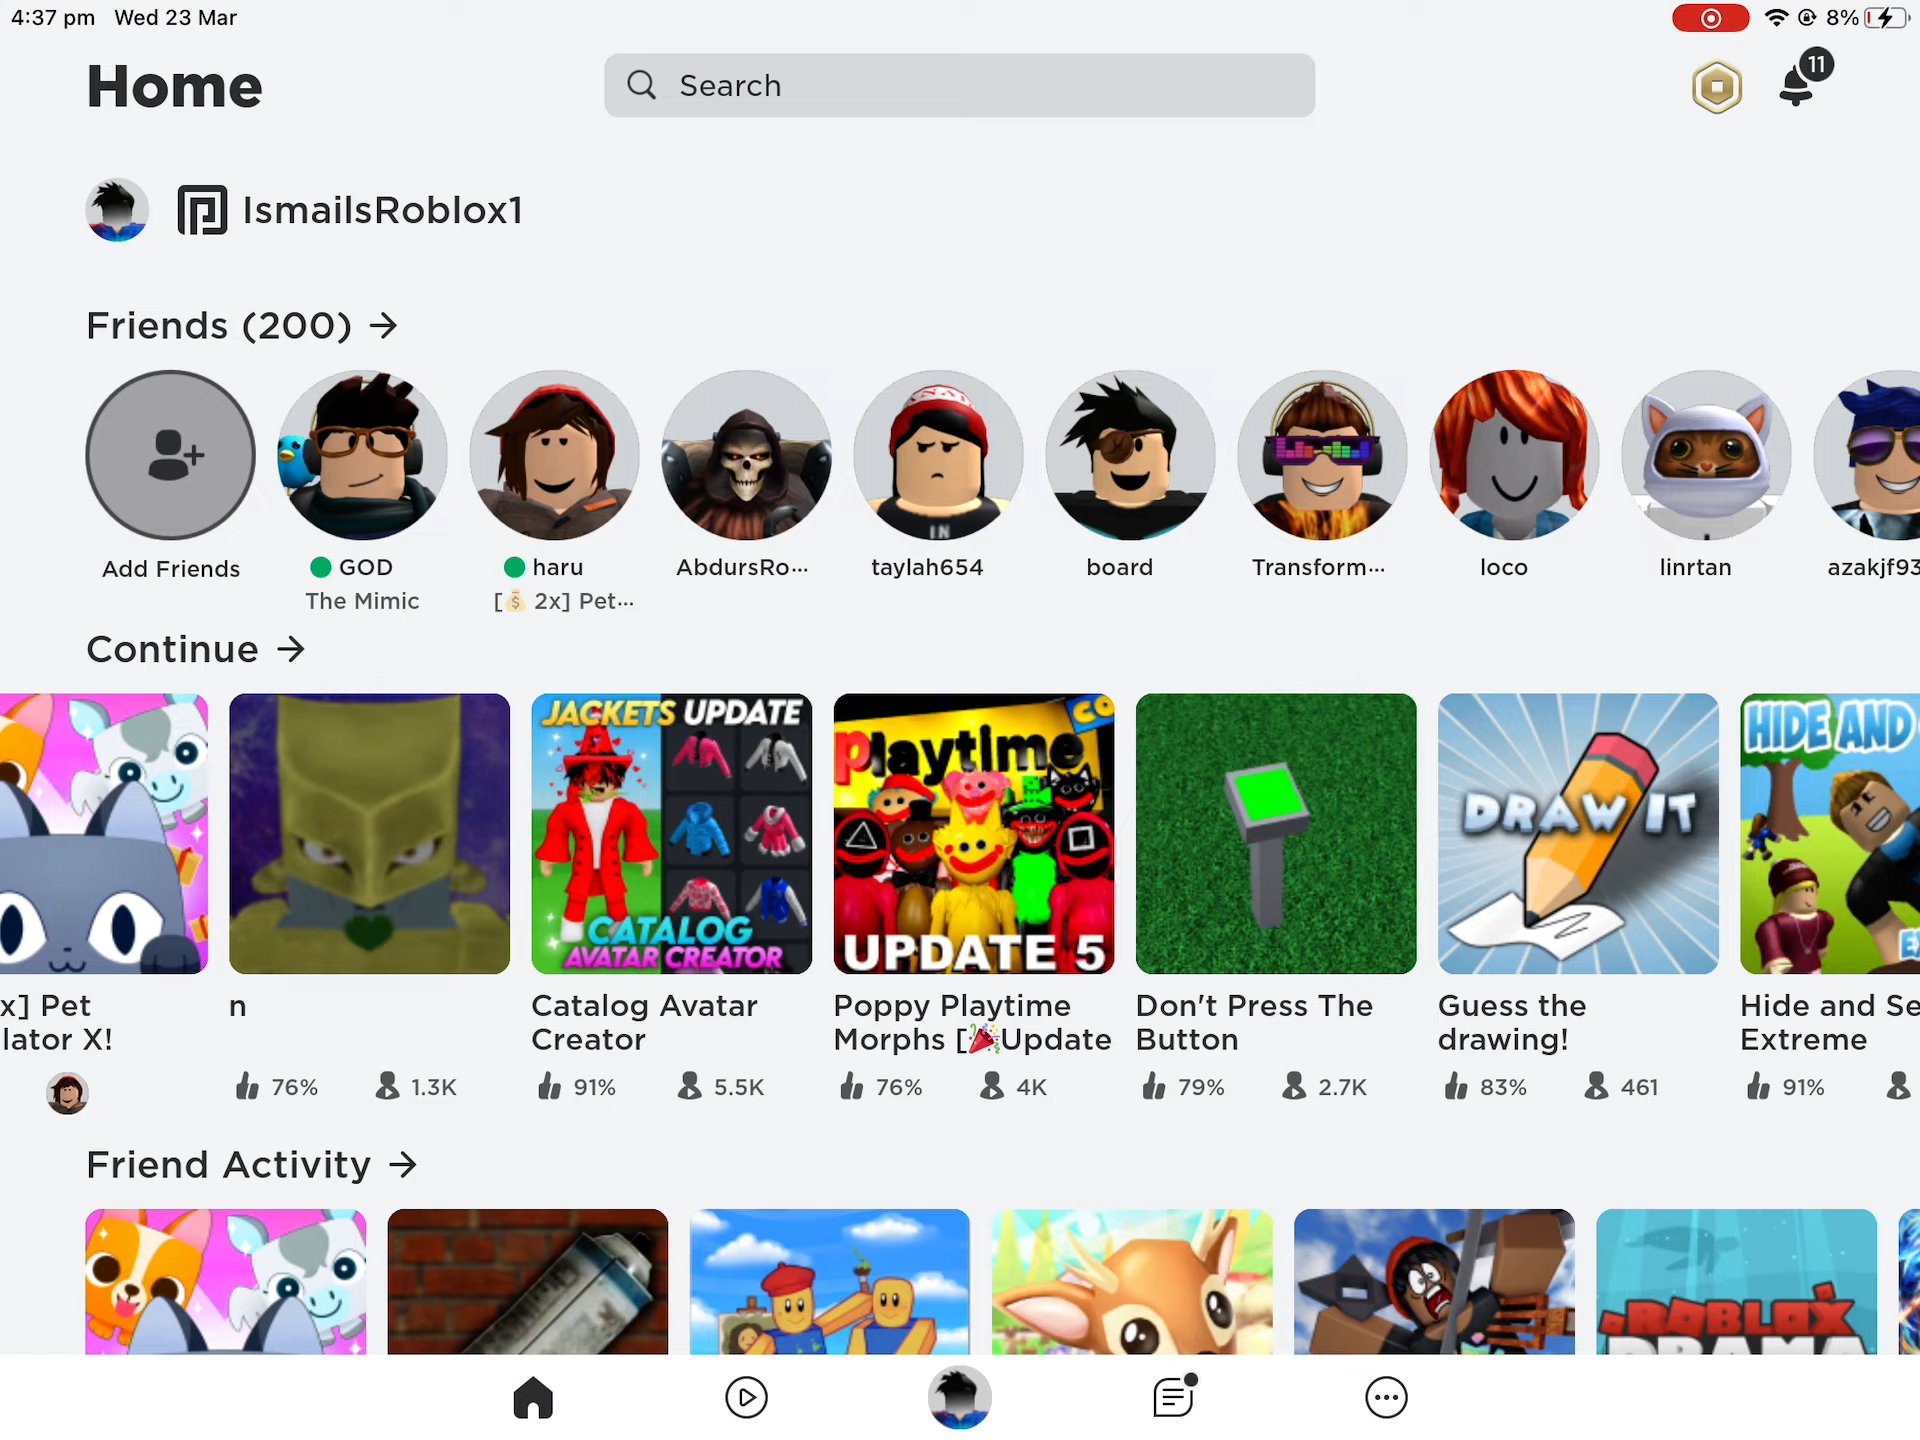 4:37 pm Wed 23 Mar
8%
Home
Search
11
IsmailsRoblox1
Friends (200)
Add Friends
GOD
The Mimic
haru
[💰 2x] Pet...
AbdursRo...
taylah654
board
Transform...
loco
linrtan
azakjf93
IN
Continue
JACKETS UPDATE
CATALOG
AVATAR CREATOR
Playtime
CO
UPDATE 5
DRAW IT
HIDE AND
x] Pet
lator X!
n
Catalog Avatar
Creator
Poppy Playtime
Morphs [🎉Update
Don't Press The
Button
Guess the
drawing!
Hide and Se
Extreme
76% 1.3K
91% 5.5K
76% 4K
79% 2.7K
83% 461
91%
Friend Activity
ROBLOX
DRAMA